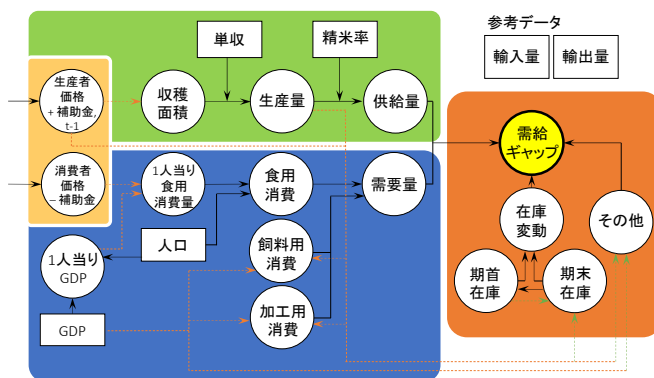 参考データ
単収
精米率
輸入量
輸出量
生産者
価格
+補助金,
t-1
収穫
面積
生産量
供給量
需給
ギャップ
消費者
価格
−補助金
1人当り
食用
消費量
食用
消費
需要量
在庫
変動
その他
人口
飼料用
消費
1人当り
GDP
期首
在庫
期末
在庫
加工用
消費
GDP